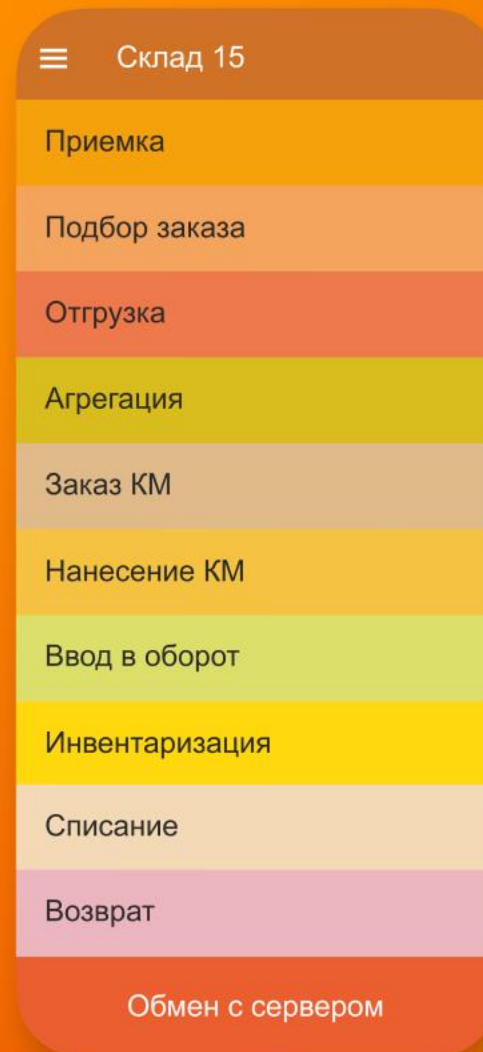 Склад 15
Приемка
Подбор заказа
Отгрузка
Агрегация
Заказ КМ
Нанесение КМ
Ввод в оборот
Инвентаризация
Списание
Возврат
Обмен с сервером